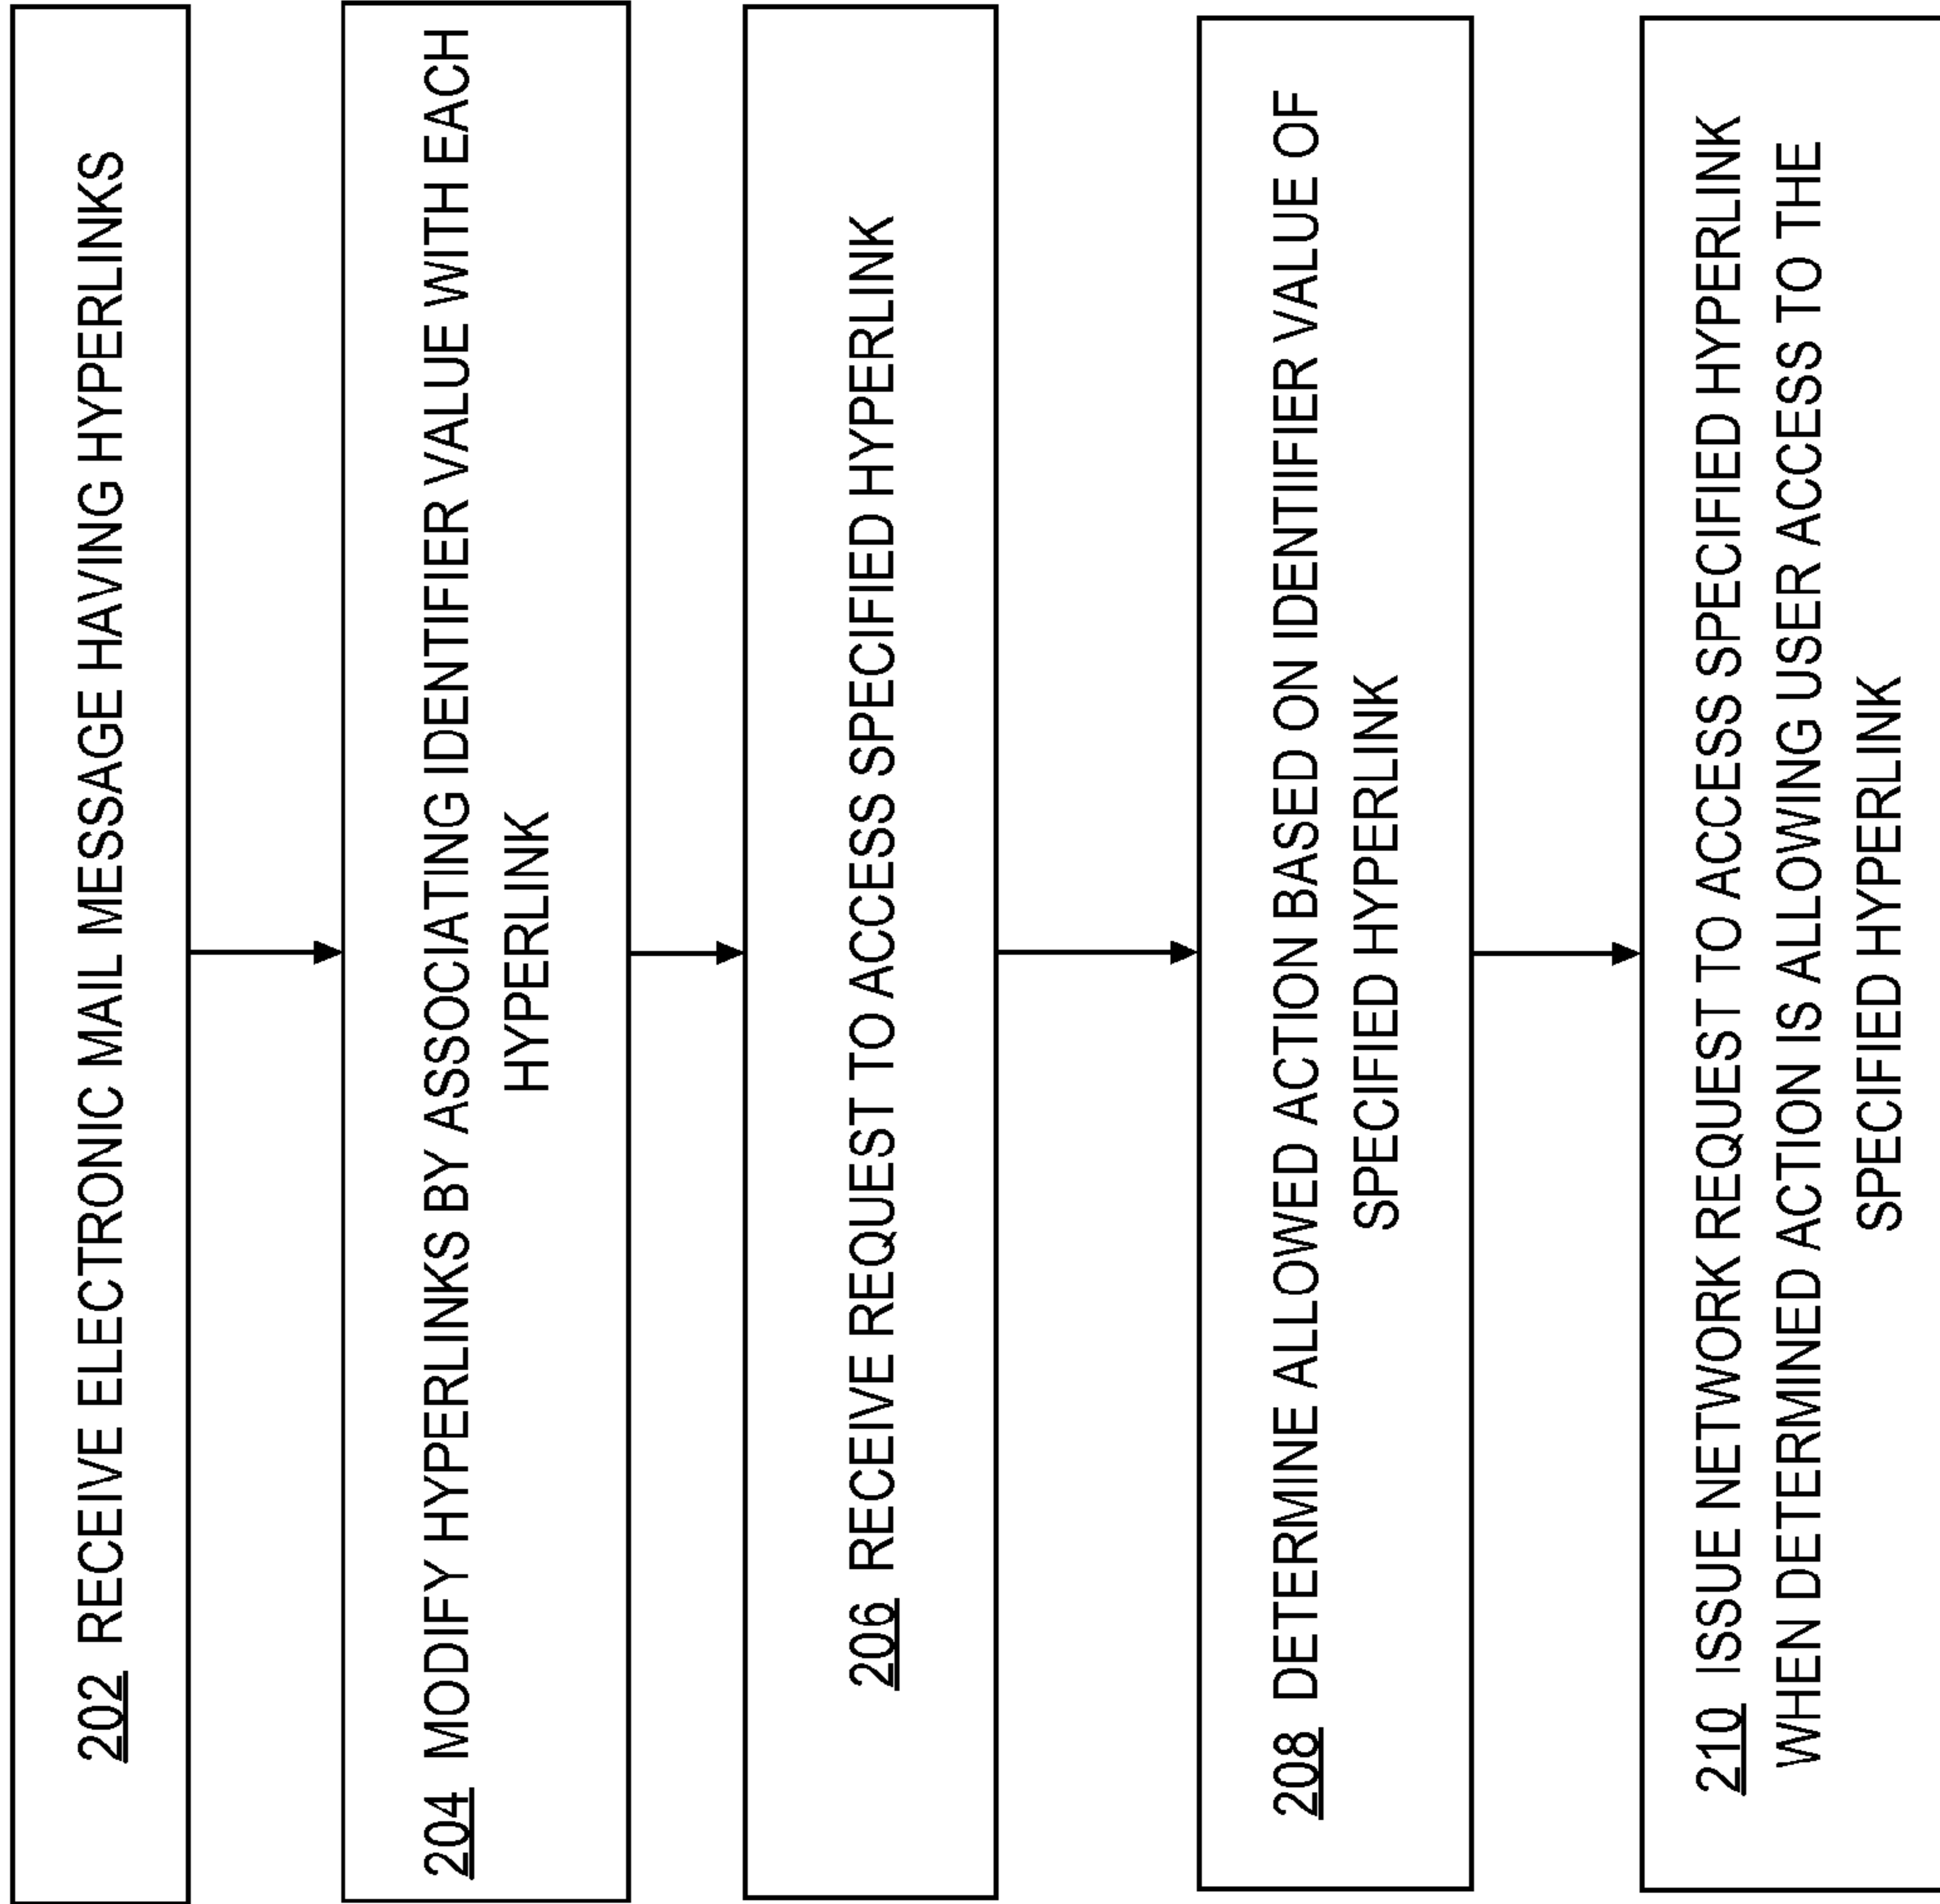 202 RECEIVE ELECTRONIC MAIL MESSAGE HAVING HYPERLINKS
204 MODIFY HYPERLINKS BY ASSOCIATING IDENTIFIER VALUE WITH EACH
HYPERLINK
206 RECEIVE REQUEST TO ACCESS SPECIFIED HYPERLINK
208 DETERMINE ALLOWED ACTION BASED ON IDENTIIFIER VALUE OF
SPECIFIED HYPERLINK
210 ISSUE NETWORK REQUEST TO ACCESS SPECIFIED HYPERLINK
WHEN DETERMINED ACTION IS ALLOWING USER ACCESS TO THE
SPECIFIED HYPERLINK